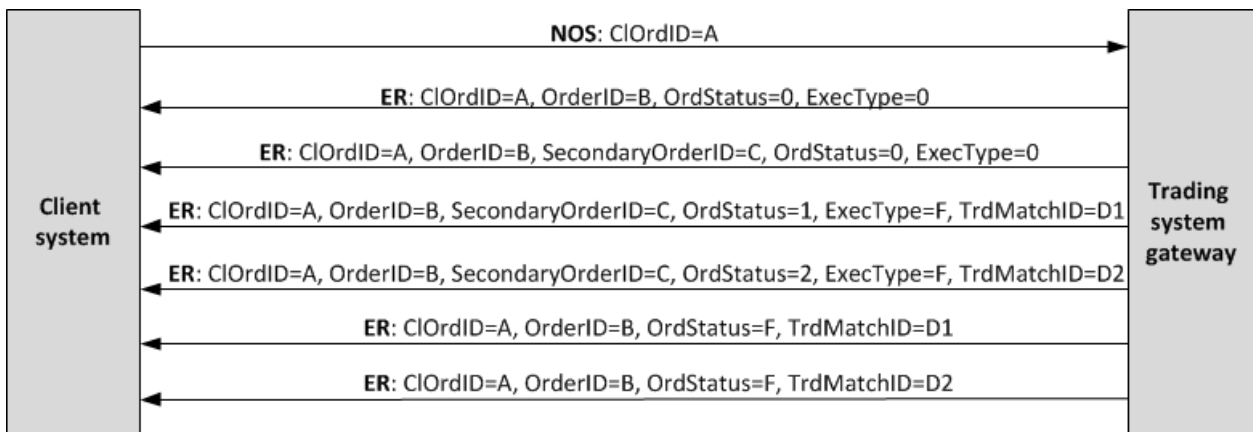 NOS: ClOrdID=A
ER: ClOrdID=A, OrderID=B, OrdStatus=0, ExecType=0
ER: ClOrdID=A, OrderID=B, SecondaryOrderID=C, OrdStatus=0, ExecType=0
ER: ClOrdID=A, OrderID=B, SecondaryOrderID=C, OrdStatus=1, ExecType=F, TrdMatchID=D1
ER: ClOrdID=A, OrderID=B, SecondaryOrderID=C, OrdStatus=2, ExecType=F, TrdMatchID=D2
ER: ClOrdID=A, OrderID=B, OrdStatus=F, TrdMatchID=D1
ER: ClOrdID=A, OrderID=B, OrdStatus=F, TrdMatchID=D2
Client
system
Trading
system
gateway